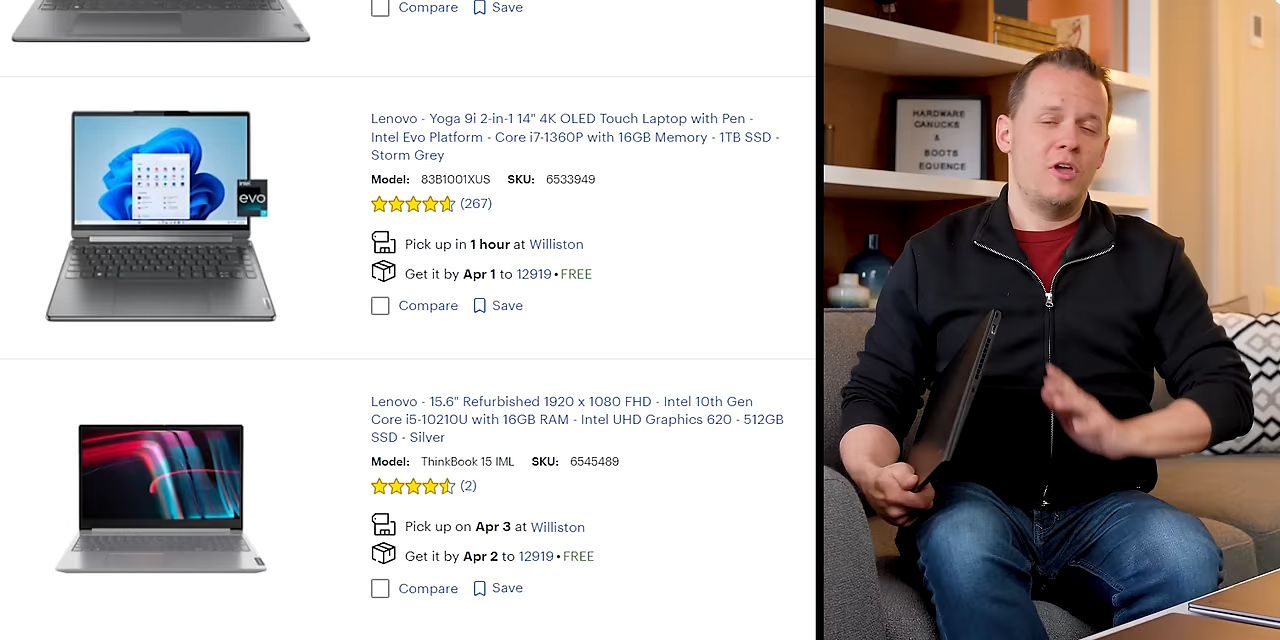 Compare Save
Lenovo - Yoga 9i 2-in-1 14" 4K OLED Touch Laptop with Pen -
Intel Evo Platform - Core i7-1360P with 16GB Memory - 1TB SSD -
Storm Grey
Model: 83B1001XUS SKU: 6533949
(267)
Pick up in 1 hour at Williston
Get it by Apr 1 to 12919 • FREE
Compare Save
intel
evo
Lenovo - 15.6" Refurbished 1920 x 1080 FHD - Intel 10th Gen
Core i5-10210U with 16GB RAM - Intel UHD Graphics 620 - 512GB
SSD - Silver
Model: ThinkBook 15 IML SKU: 6545489
(2)
Pick up on Apr 3 at Williston
Get it by Apr 2 to 12919 • FREE
Compare Save
HARDWARE
CANUCKS
&
BOOTS
EQUENCE